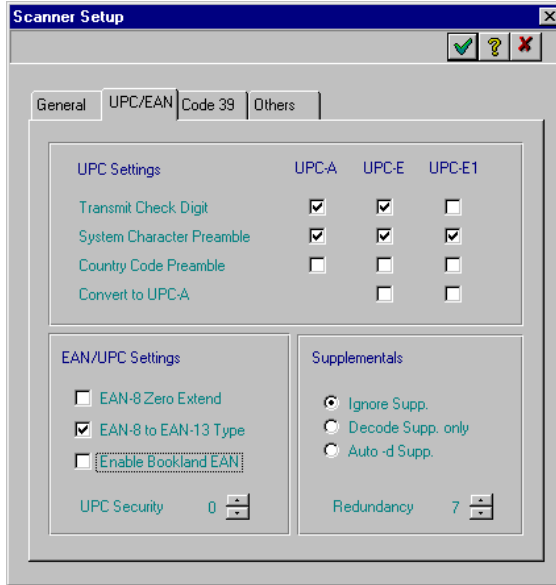 Scanner Setup
General UPC/EAN Code 39 Others
UPC Settings UPC-A UPC-E UPC-E1
Transmit Check Digit
System Character Preamble
Country Code Preamble
Convert to UPC-A
EAN/UPC Settings
EAN-8 Zero Extend
EAN-8 to EAN-13 Type
Enable Bookland EAN
UPC Security 0
Supplementals
Ignore Supp.
Decode Supp. only
Auto -d Supp.
Redundancy 7